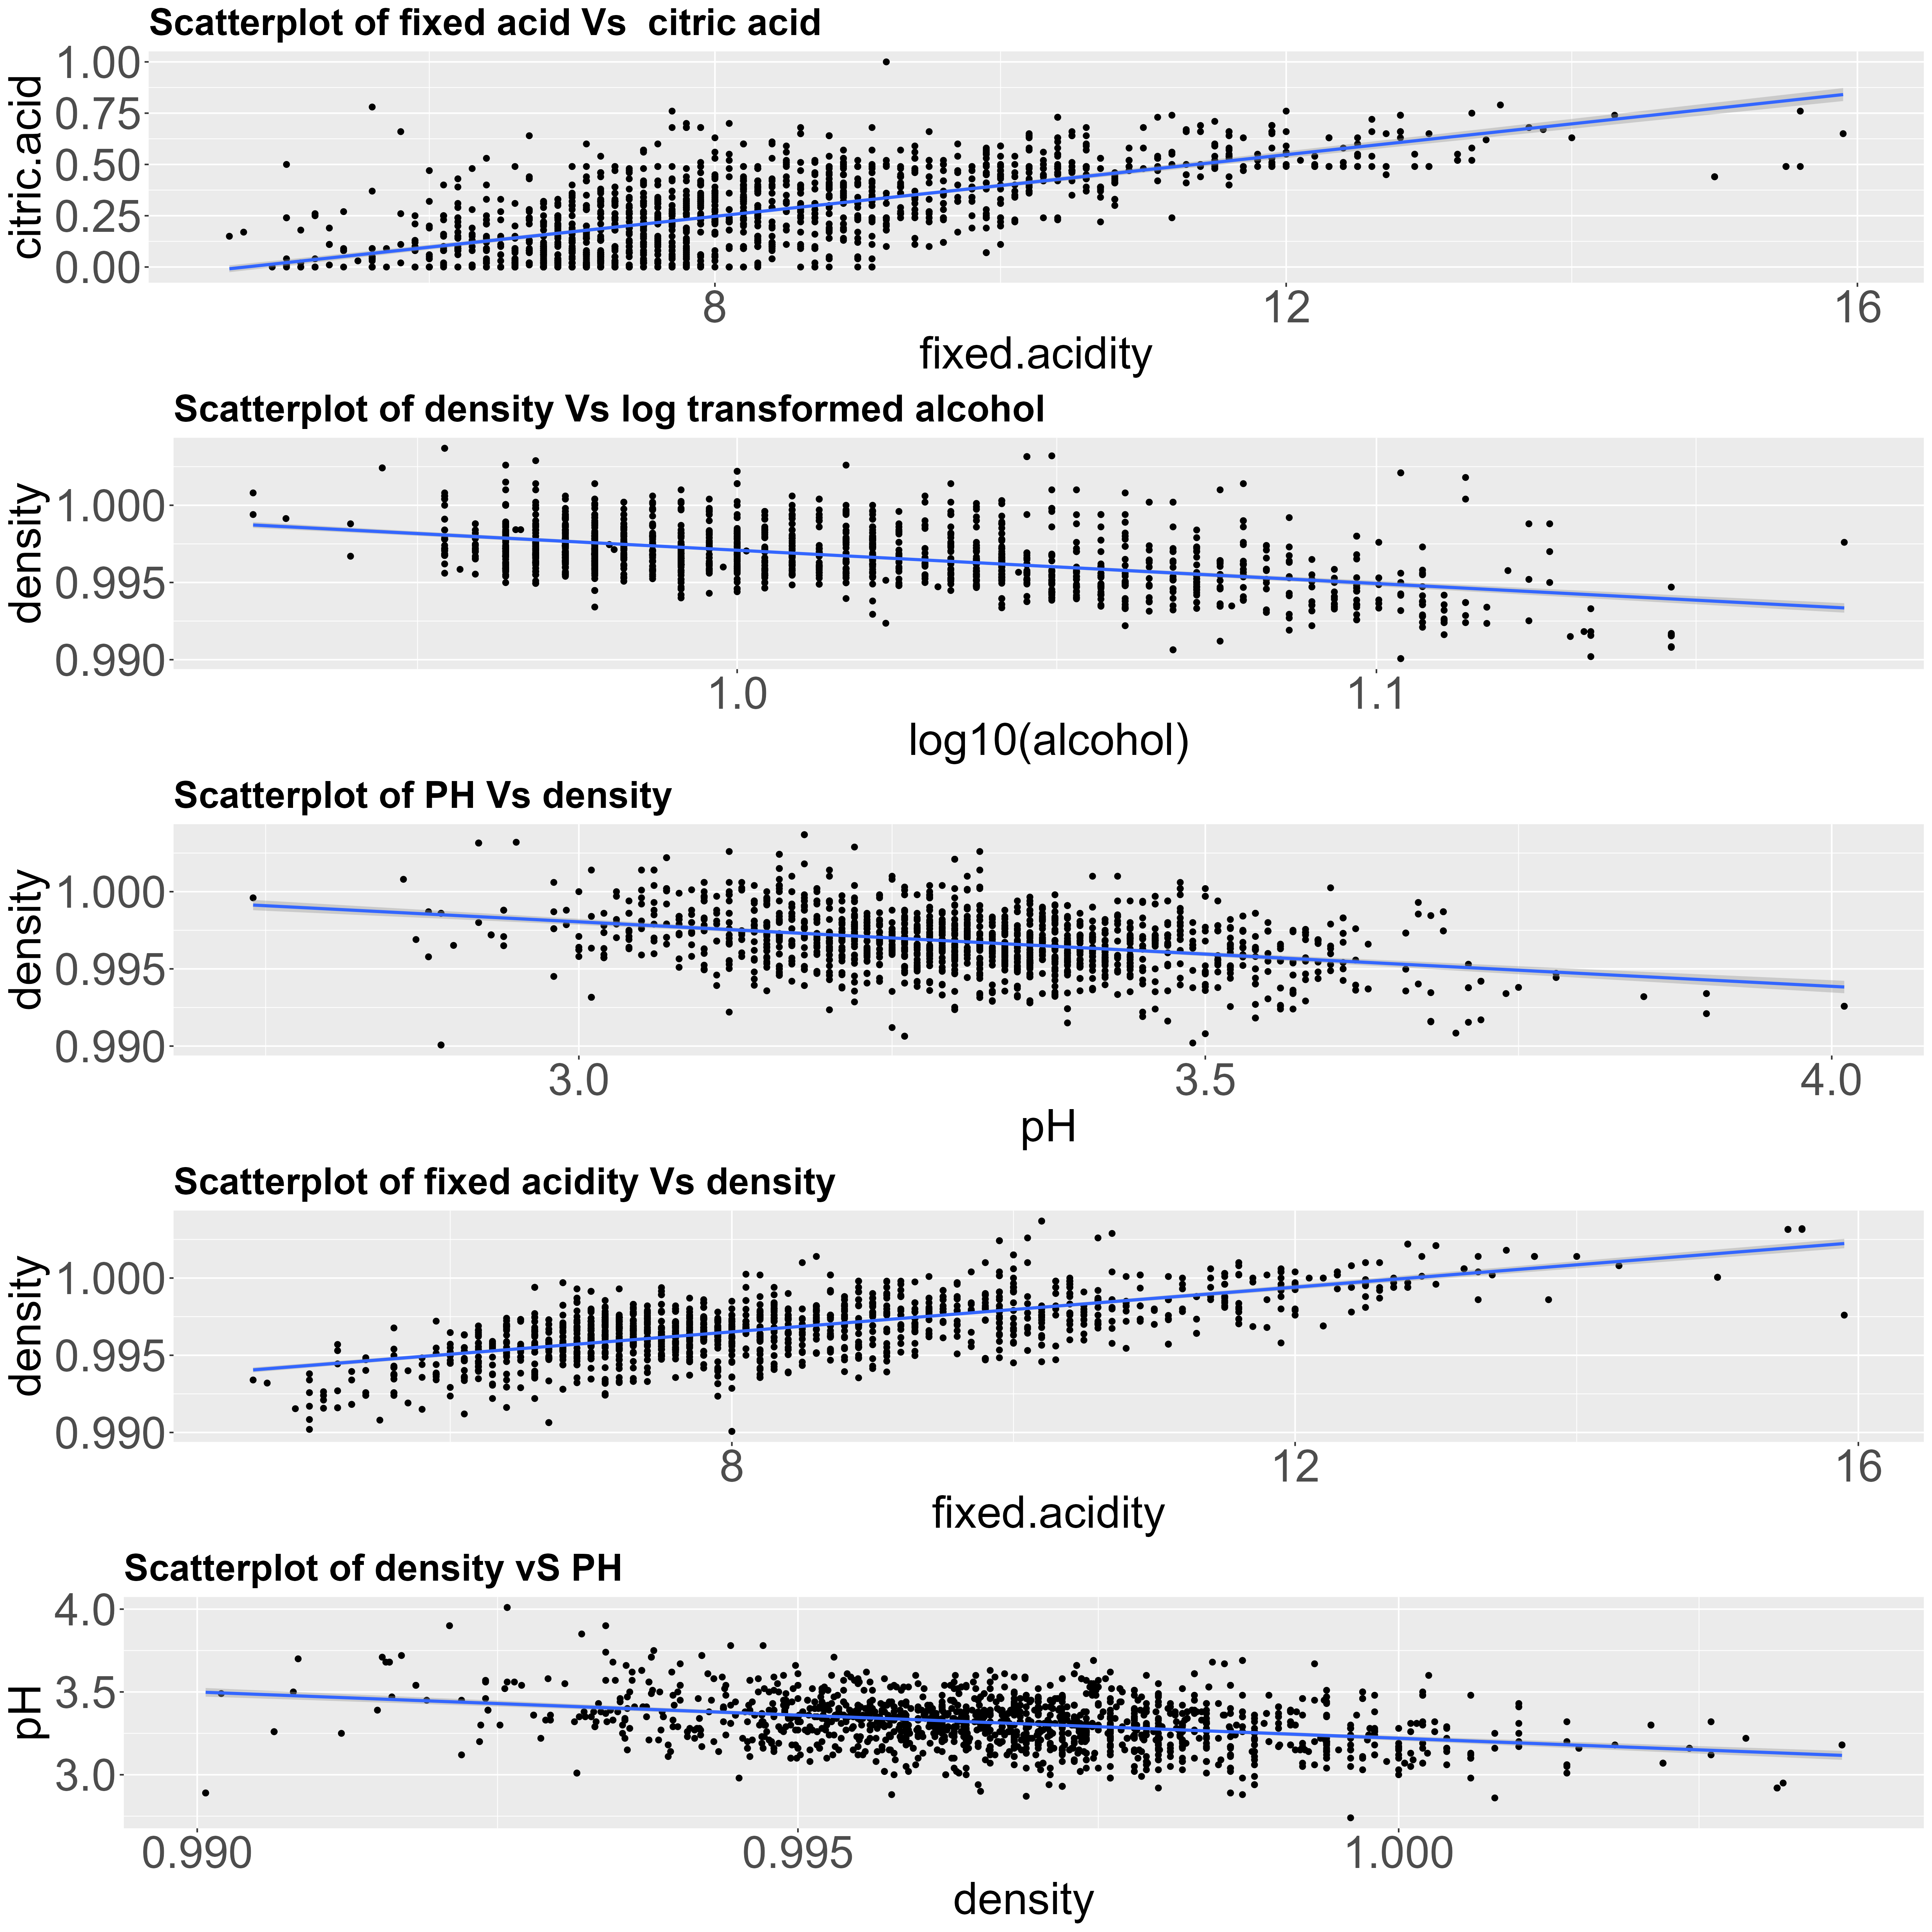 Scatterplot of fixed acid Vs  citric acid
citric.acid
1.00
0.75
0.50
0.25
0.00
8 12 16
fixed.acidity
Scatterplot of density Vs log transformed alcohol
density
1.000
0.995
0.990
1.0 1.1
log10(alcohol)
Scatterplot of PH Vs density
density
1.000
0.995
0.990
3.0 3.5 4.0
pH
Scatterplot of fixed acidity Vs density
density
1.000
0.995
0.990
8 12 16
fixed.acidity
Scatterplot of density vS PH
pH
4.0
3.5
3.0
0.990 0.995 1.000
density